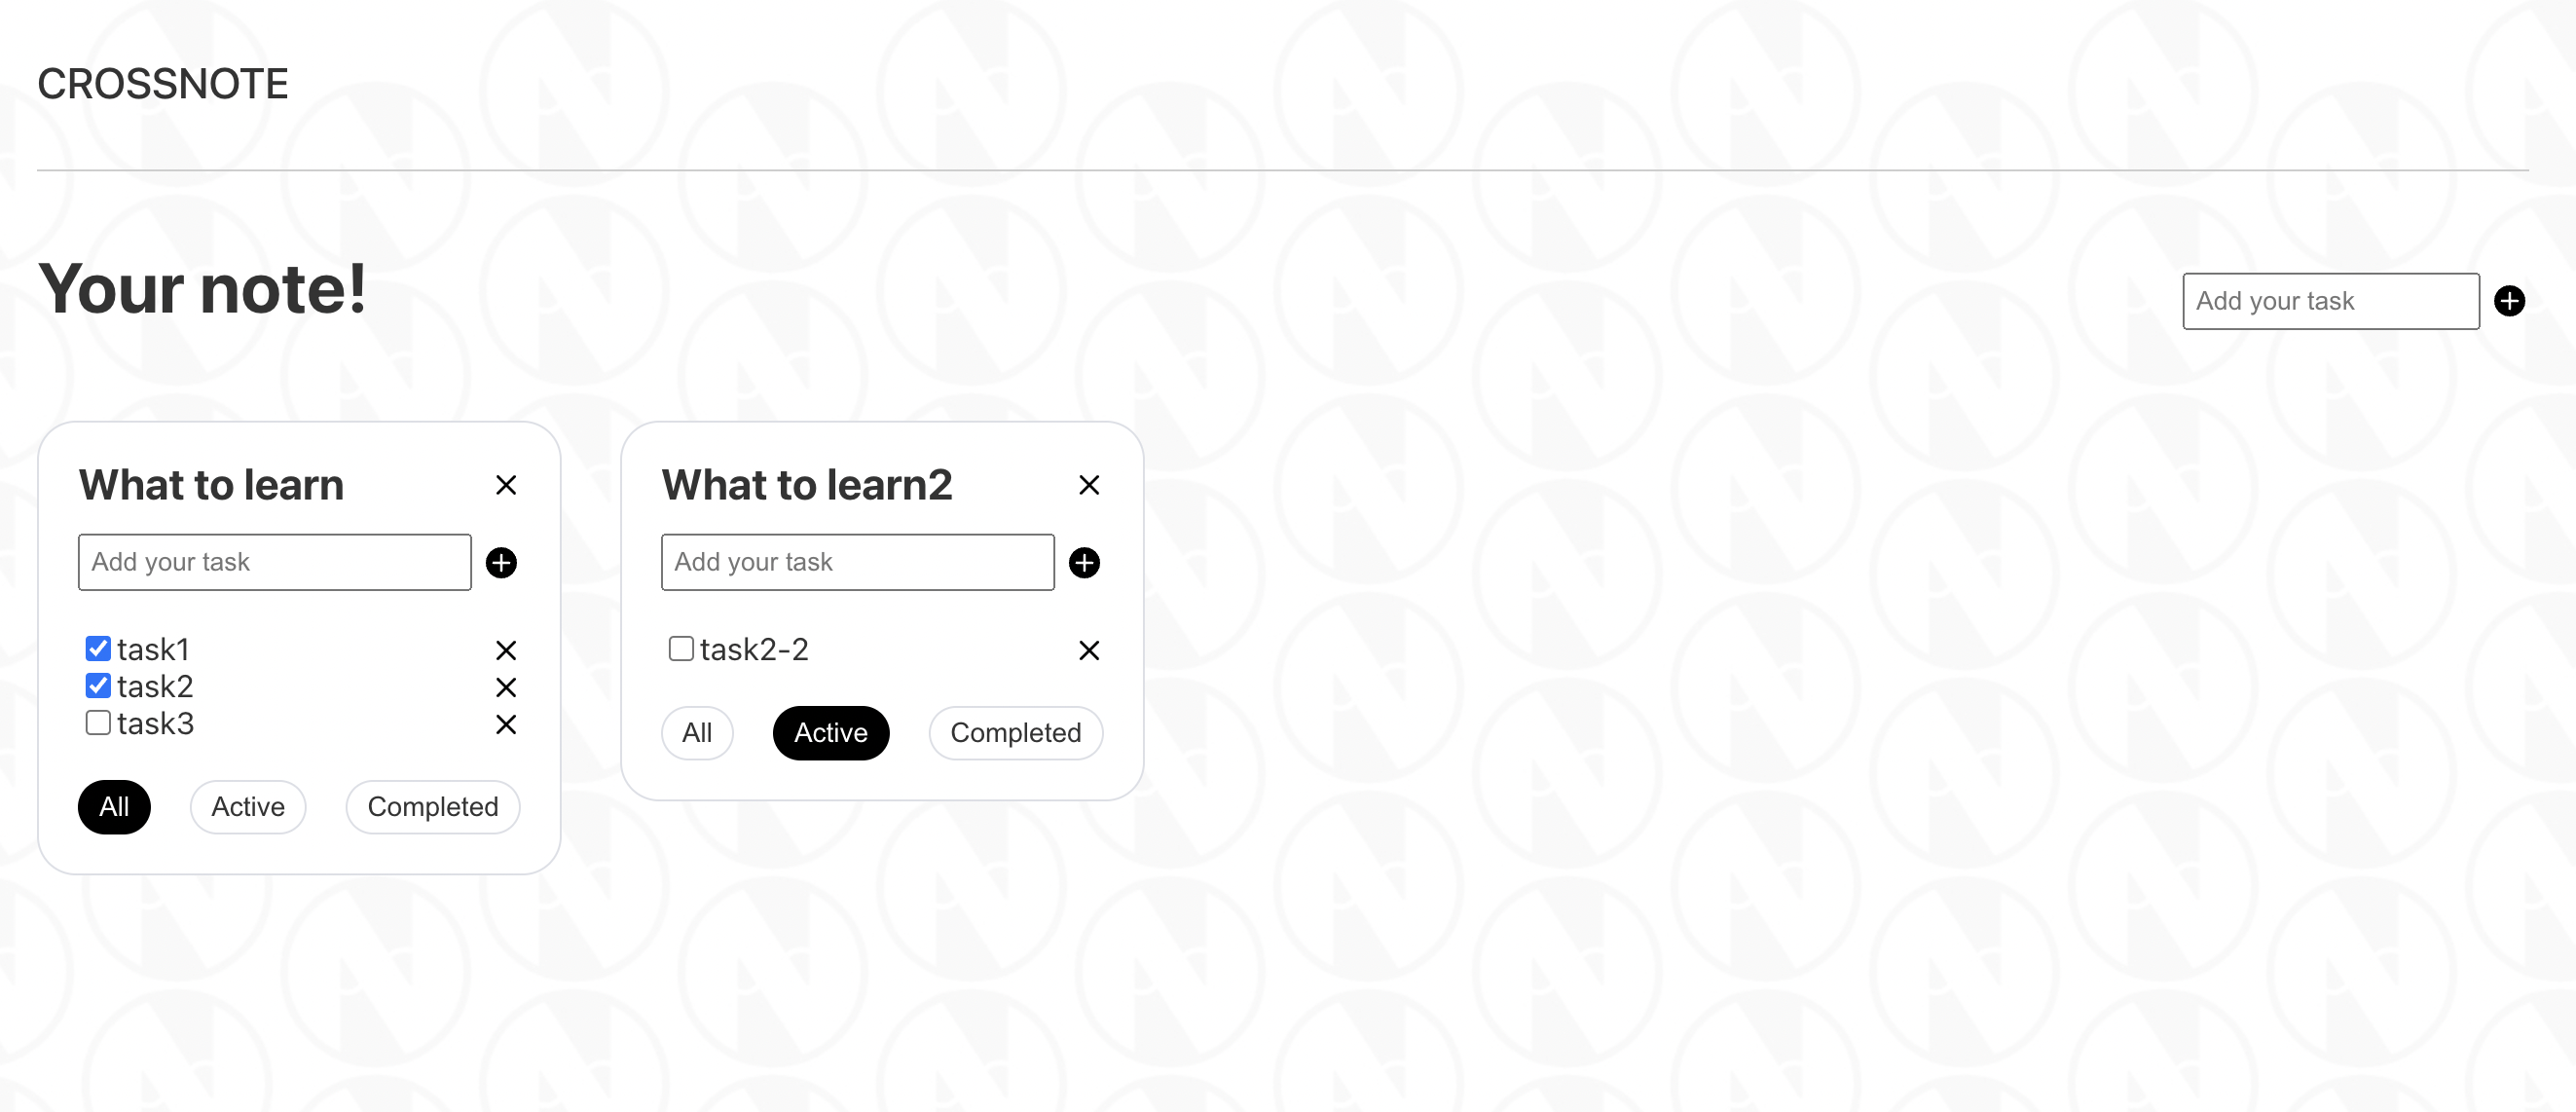 CROSSNOTE
Your note!
Add your task
What to learn
Add your task
task1
task2
task3
All Active Completed
What to learn2
Add your task
task2-2
All Active Completed